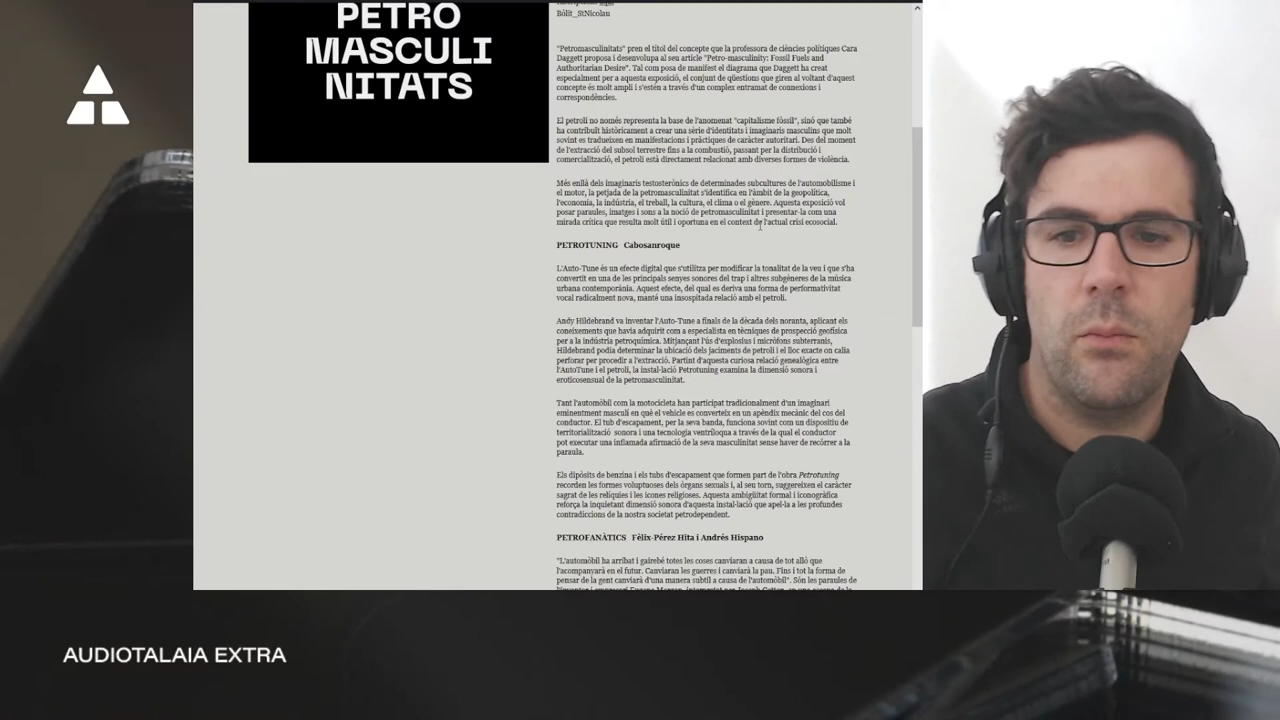 PETRO
MASCULI
NITATS
Bòlit_StNicolau
"Petromasculinitats" pren el títol del concepte que la professora de ciències polítiques Cara
Daggett proposa i desenvolupa al seu article "Petro-masculinity: Fossil Fuels and
Authoritarian Desire". Tal com posa de manifest el diagrama que Daggett ha creat
especialment per a aquesta exposició, el conjunt de qüestions que giren al voltant d'aquest
concepte és molt ampli i s'estén a través d'un complex entramat de connexions i
correspondències.
El petroli no només representa la base de l'anomenat "capitalisme fòssil", sinó que també
ha contribuït històricament a crear una sèrie d'identitats i imaginaris masculins que molt
sovint es tradueixen en manifestacions i pràctiques de caràcter autoritari. Des del moment
de l'extracció del subsol terrestre fins a la combustió, passant per la distribució i
comercialització, el petroli està directament relacionat amb diverses formes de violència.
Més enllà dels imaginaris testosterònics de determinades subcultures de l'automobilisme i
el motor, la petjada de la petromasculinitat s'identifica en l'àmbit de la geopolítica,
l'economia, la indústria, el treball, la cultura, el clima o el gènere. Aquesta exposició vol
posar paraules, imatges i sons a la noció de petromasculinitat i presentar-la com una
mirada crítica que resulta molt útil i oportuna en el context de l'actual crisi ecosocial.
PETROTUNING Cabosanroque
L'Auto-Tune és un efecte digital que s'utilitza per modificar la tonalitat de la veu i que s'ha
convertit en una de les principals senyes sonores del trap i altres subgèneres de la música
urbana contemporània. Aquest efecte, del qual es deriva una forma de performativitat
vocal radicalment nova, manté una insospitada relació amb el petroli.
Andy Hildebrand va inventar l'Auto-Tune a finals de la dècada dels noranta, aplicant els
coneixements que havia adquirit com a especialista en tècniques de prospecció geofísica
per a la indústria petroquímica. Mitjançant l'ús d'explosius i micròfons subterranis,
Hildebrand podia determinar la ubicació dels jaciments de petroli i el lloc exacte on calia
perforar per procedir a l'extracció. Partint d'aquesta curiosa relació genealògica entre
l'AutoTune i el petroli, la instal·lació Petrotuning examina la dimensió sonora i
eroticosensual de la petromasculinitat.
Tant l'automòbil com la motocicleta han participat tradicionalment d'un imaginari
eminentment masculí en què el vehicle es converteix en un apèndix mecànic del cos del
conductor. El tub d'escapament, per la seva banda, funciona sovint com un dispositiu de
territorialització sonora i una tecnologia ventríloqua a través de la qual el conductor
pot executar una inflamada afirmació de la seva masculinitat sense haver de recórrer a la
paraula.
Els dipòsits de benzina i els tubs d'escapament que formen part de l'obra Petrotuning
recorden les formes voluptuoses dels òrgans sexuals i, al seu torn, suggereixen el caràcter
sagrat de les relíquies i les icones religioses. Aquesta ambigüitat formal i iconogràfica
reforça la inquietant dimensió sonora d'aquesta instal·lació que apel·la a les profundes
contradiccions de la nostra societat petrodependent.
PETROFANÀTICS Fèlix-Pérez Hita i Andrés Hispano
"L'automòbil ha arribat i gairebé totes les coses canviaran a causa de tot allò que
l'acompanyarà en el futur. Canviaran les guerres i canviarà la pau. Fins i tot la forma de
pensar de la gent canviarà d'una manera subtil a causa de l'automòbil". Són les paraules de
AUDIOTALAIA EXTRA